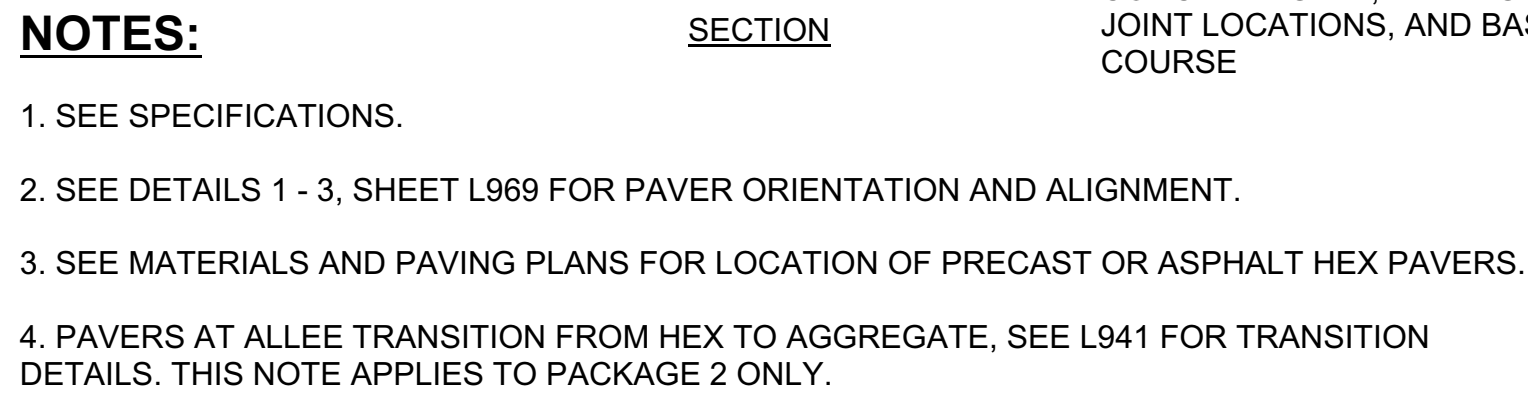 NOTES:
SECTION
JOINT LOCATIONS, AND
COURSE
1. SEE SPECIFICATIONS.
2. SEE DETAILS 1 - 3, SHEET L969 FOR PAVER ORIENTATION AND ALIGNMENT.
3. SEE MATERIALS AND PAVING PLANS FOR LOCATION OF PRECAST OR ASPHALT HEX PAVERS.
4. PAVERS AT ALLEE TRANSITION FROM HEX TO AGGREGATE, SEE L941 FOR TRANSITION
DETAILS. THIS NOTE APPLIES TO PACKAGE 2 ONLY.